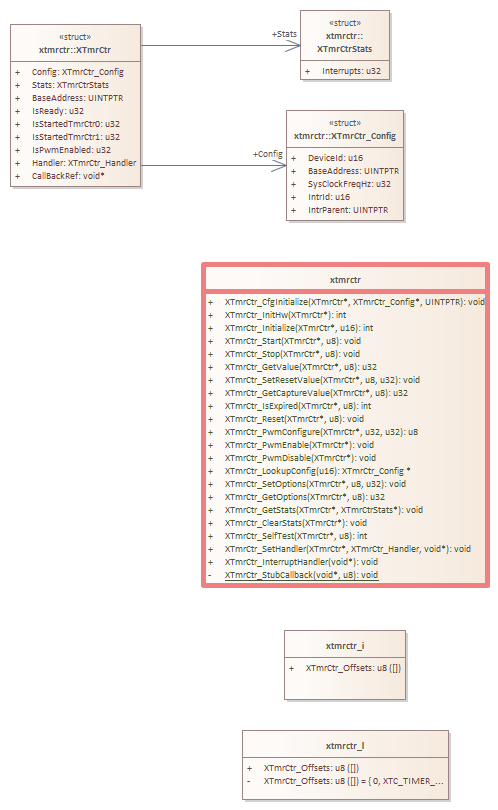 «struct»
xtmrctr::XTmrCtr
+ Config: XTmrCtr_Config
+ Stats: XTmrCtrStats
+ BaseAddress: UINTPTR
+ IsReady: u32
+ IsStartedTmrCtr0: u32
+ IsStartedTmrCtr1: u32
+ IsPwmEnabled: u32
+ Handler: XTmrCtr_Handler
+ CallBackRef: void*
+Stats
«struct»
xtmrctr::
XTmrCtrStats
+ Interrupts: u32
+Config
«struct»
xtmrctr::XTmrCtr_Config
+ DeviceId: u16
+ BaseAddress: UINTPTR
+ SysClockFreqHz: u32
+ IntrId: u16
+ IntrParent: UINTPTR
xtmrctr
+ XTmrCtr_CfgInitialize(XTmrCtr*, XTmrCtr_Config*, UINTPTR): void
+ XTmrCtr_InitHw(XTmrCtr*): int
+ XTmrCtr_Initialize(XTmrCtr*, u16): int
+ XTmrCtr_Start(XTmrCtr*, u8): void
+ XTmrCtr_Stop(XTmrCtr*, u8): void
+ XTmrCtr_GetValue(XTmrCtr*, u8): u32
+ XTmrCtr_SetResetValue(XTmrCtr*, u8, u32): void
+ XTmrCtr_GetCaptureValue(XTmrCtr*, u8): u32
+ XTmrCtr_IsExpired(XTmrCtr*, u8): int
+ XTmrCtr_Reset(XTmrCtr*, u8): void
+ XTmrCtr_PwmConfigure(XTmrCtr*, u32, u32): u8
+ XTmrCtr_PwmEnable(XTmrCtr*): void
+ XTmrCtr_PwmDisable(XTmrCtr*): void
+ XTmrCtr_LookupConfig(u16): XTmrCtr_Config *
+ XTmrCtr_SetOptions(XTmrCtr*, u8, u32): void
+ XTmrCtr_GetOptions(XTmrCtr*, u8): u32
+ XTmrCtr_GetStats(XTmrCtr*, XTmrCtrStats*): void
+ XTmrCtr_ClearStats(XTmrCtr*): void
+ XTmrCtr_SelfTest(XTmrCtr*, u8): int
+ XTmrCtr_SetHandler(XTmrCtr*, XTmrCtr_Handler, void*): void
+ XTmrCtr_InterruptHandler(void*): void
- XTmrCtr_StubCallback(void*, u8): void
xtmrctr_i
+ XTmrCtr_Offsets: u8 ([])
xtmrctr_l
+ XTmrCtr_Offsets: u8 ([])
- XTmrCtr_Offsets: u8 ([]) = { 0, XTC_TIMER_...